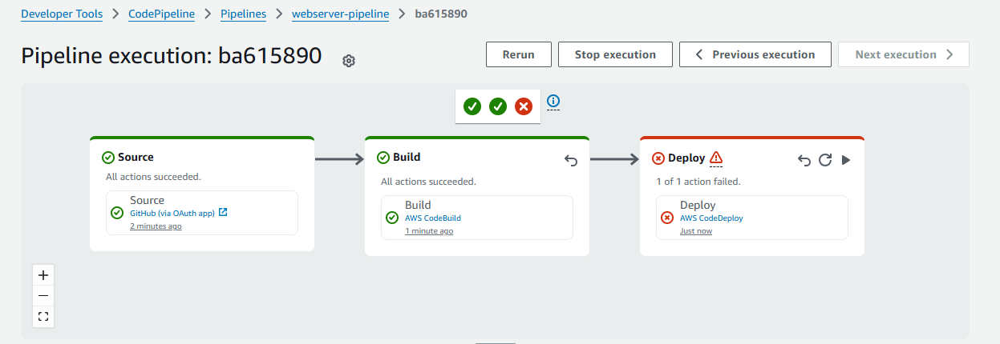 Developer Tools > CodePipeline > Pipelines > webserver-pipeline > ba615890
Pipeline execution: ba615890
Rerun
Stop execution
Previous execution
Next execution
Source
All actions succeeded.
Source
GitHub (via OAuth app)
2 minutes ago
Build
All actions succeeded.
Build
AWS CodeBuild
1 minute ago
Deploy
1 of 1 action failed.
Deploy
AWS CodeDeploy
Just now